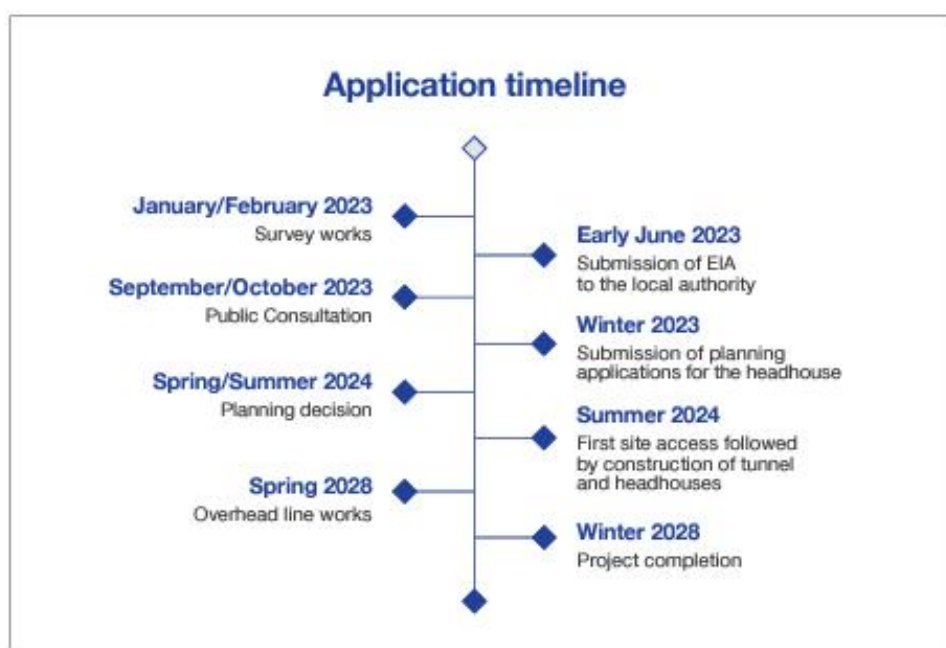 Application timeline
January/February 2023
Survey works
Early June 2023
Submission of EIA
to the local authority
September/October 2023
Public Consultation
Winter 2023
Submission of planning
applications for the headhouse
Spring/Summer 2024
Planning decision
Summer 2024
First site access followed
by construction of tunnel
and headhouses
Spring 2028
Overhead line works
Winter 2028
Project completion